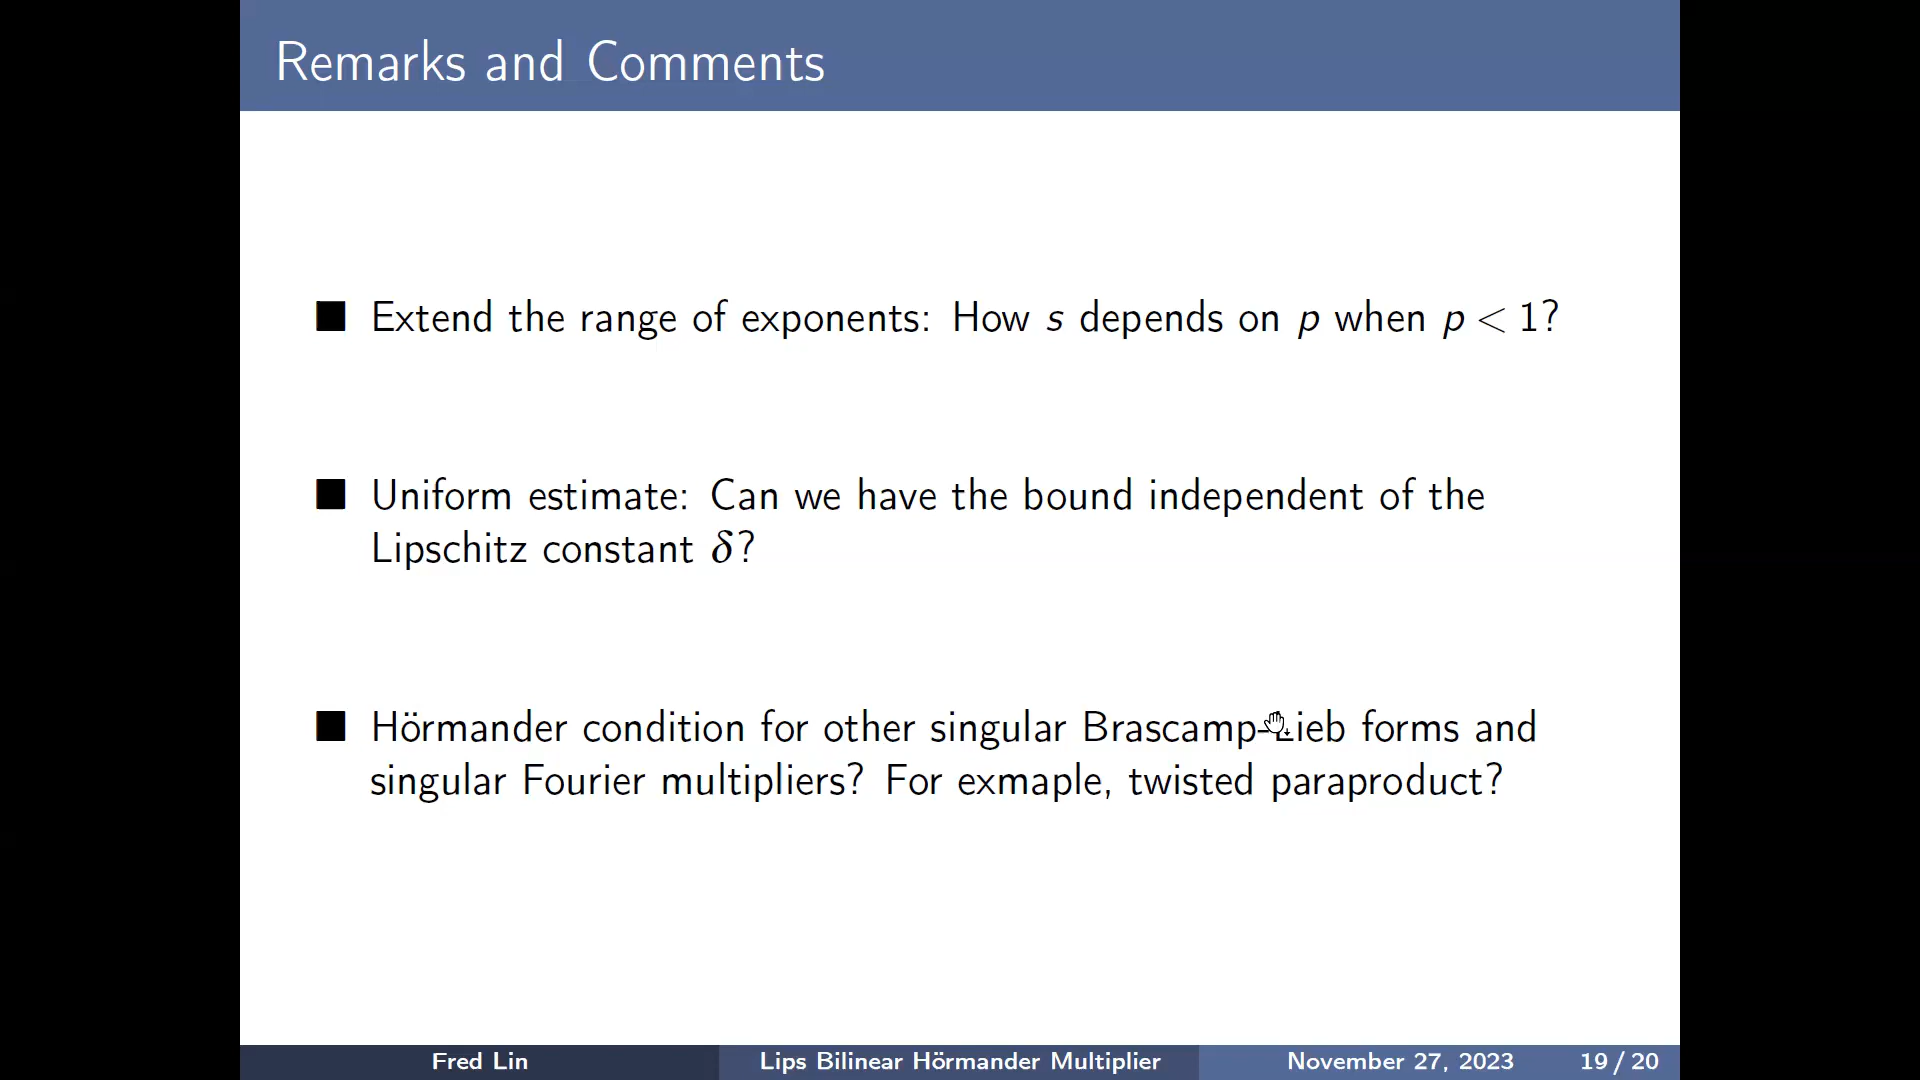 Remarks and Comments
Extend the range of exponents: How s depends on p when p < 1?
Uniform estimate: Can we have the bound independent of the
Lipschitz constant δ?
Hörmander condition for other singular Brascamp-Lieb forms and
singular Fourier multipliers? For exmaple, twisted paraproduct?
Fred Lin Lips Bilinear Hörmander Multiplier November 27, 2023 19 / 20